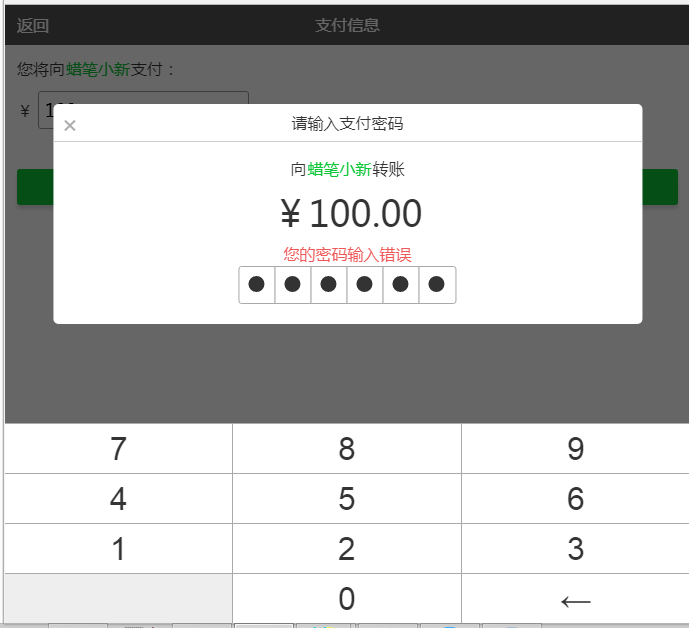 返回 支付信息
您将向蜡笔小新支付：
¥ 100
× 请输入支付密码
向蜡笔小新转账
¥ 100.00
您的密码输入错误
7 8 9
4 5 6
1 2 3
0 ←